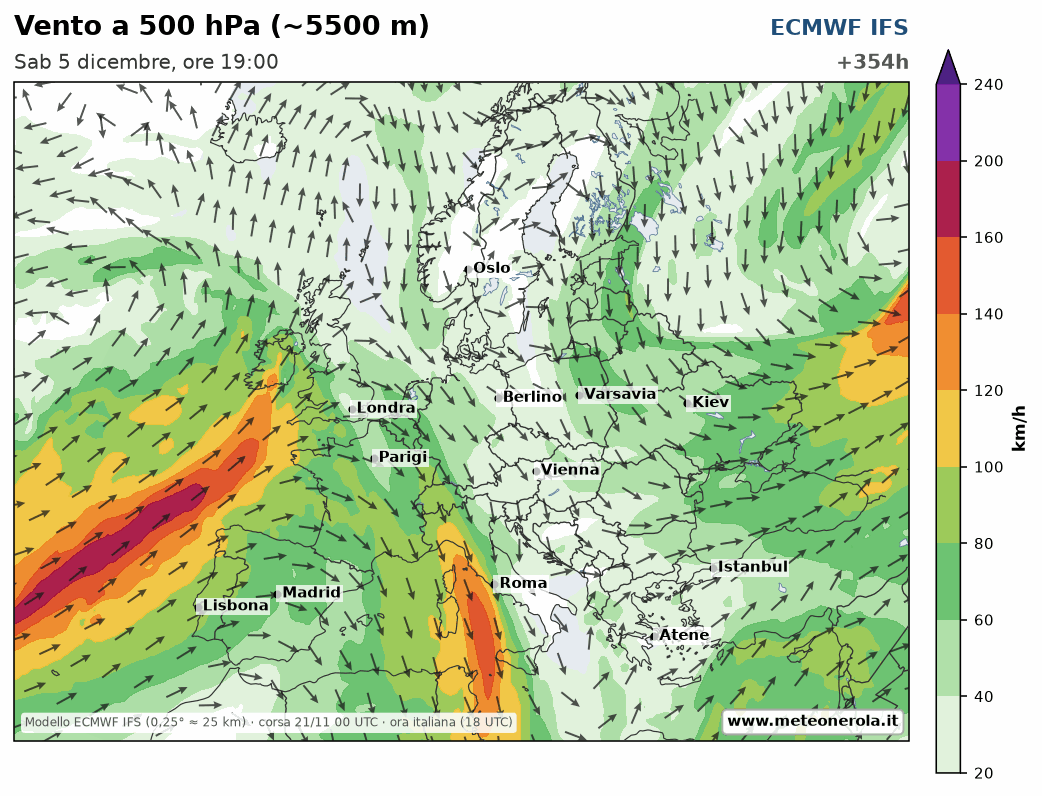 Vento a 500 hPa (~5500 m)
ECMWF IFS
Sab 5 dicembre, ore 19:00
+354h
240
200
180
160
140
120
100
80
60
40
20
km/h
Oslo
Berlino
Varsavia
Kiev
Londra
Parigi
Vienna
Istanbul
Roma
Madrid
Lisbona
Atene
Modello ECMWF IFS (0,25° ≈ 25 km) · corsa 21/11 00 UTC · ora italiana (18 UTC)
www.meteonerola.it